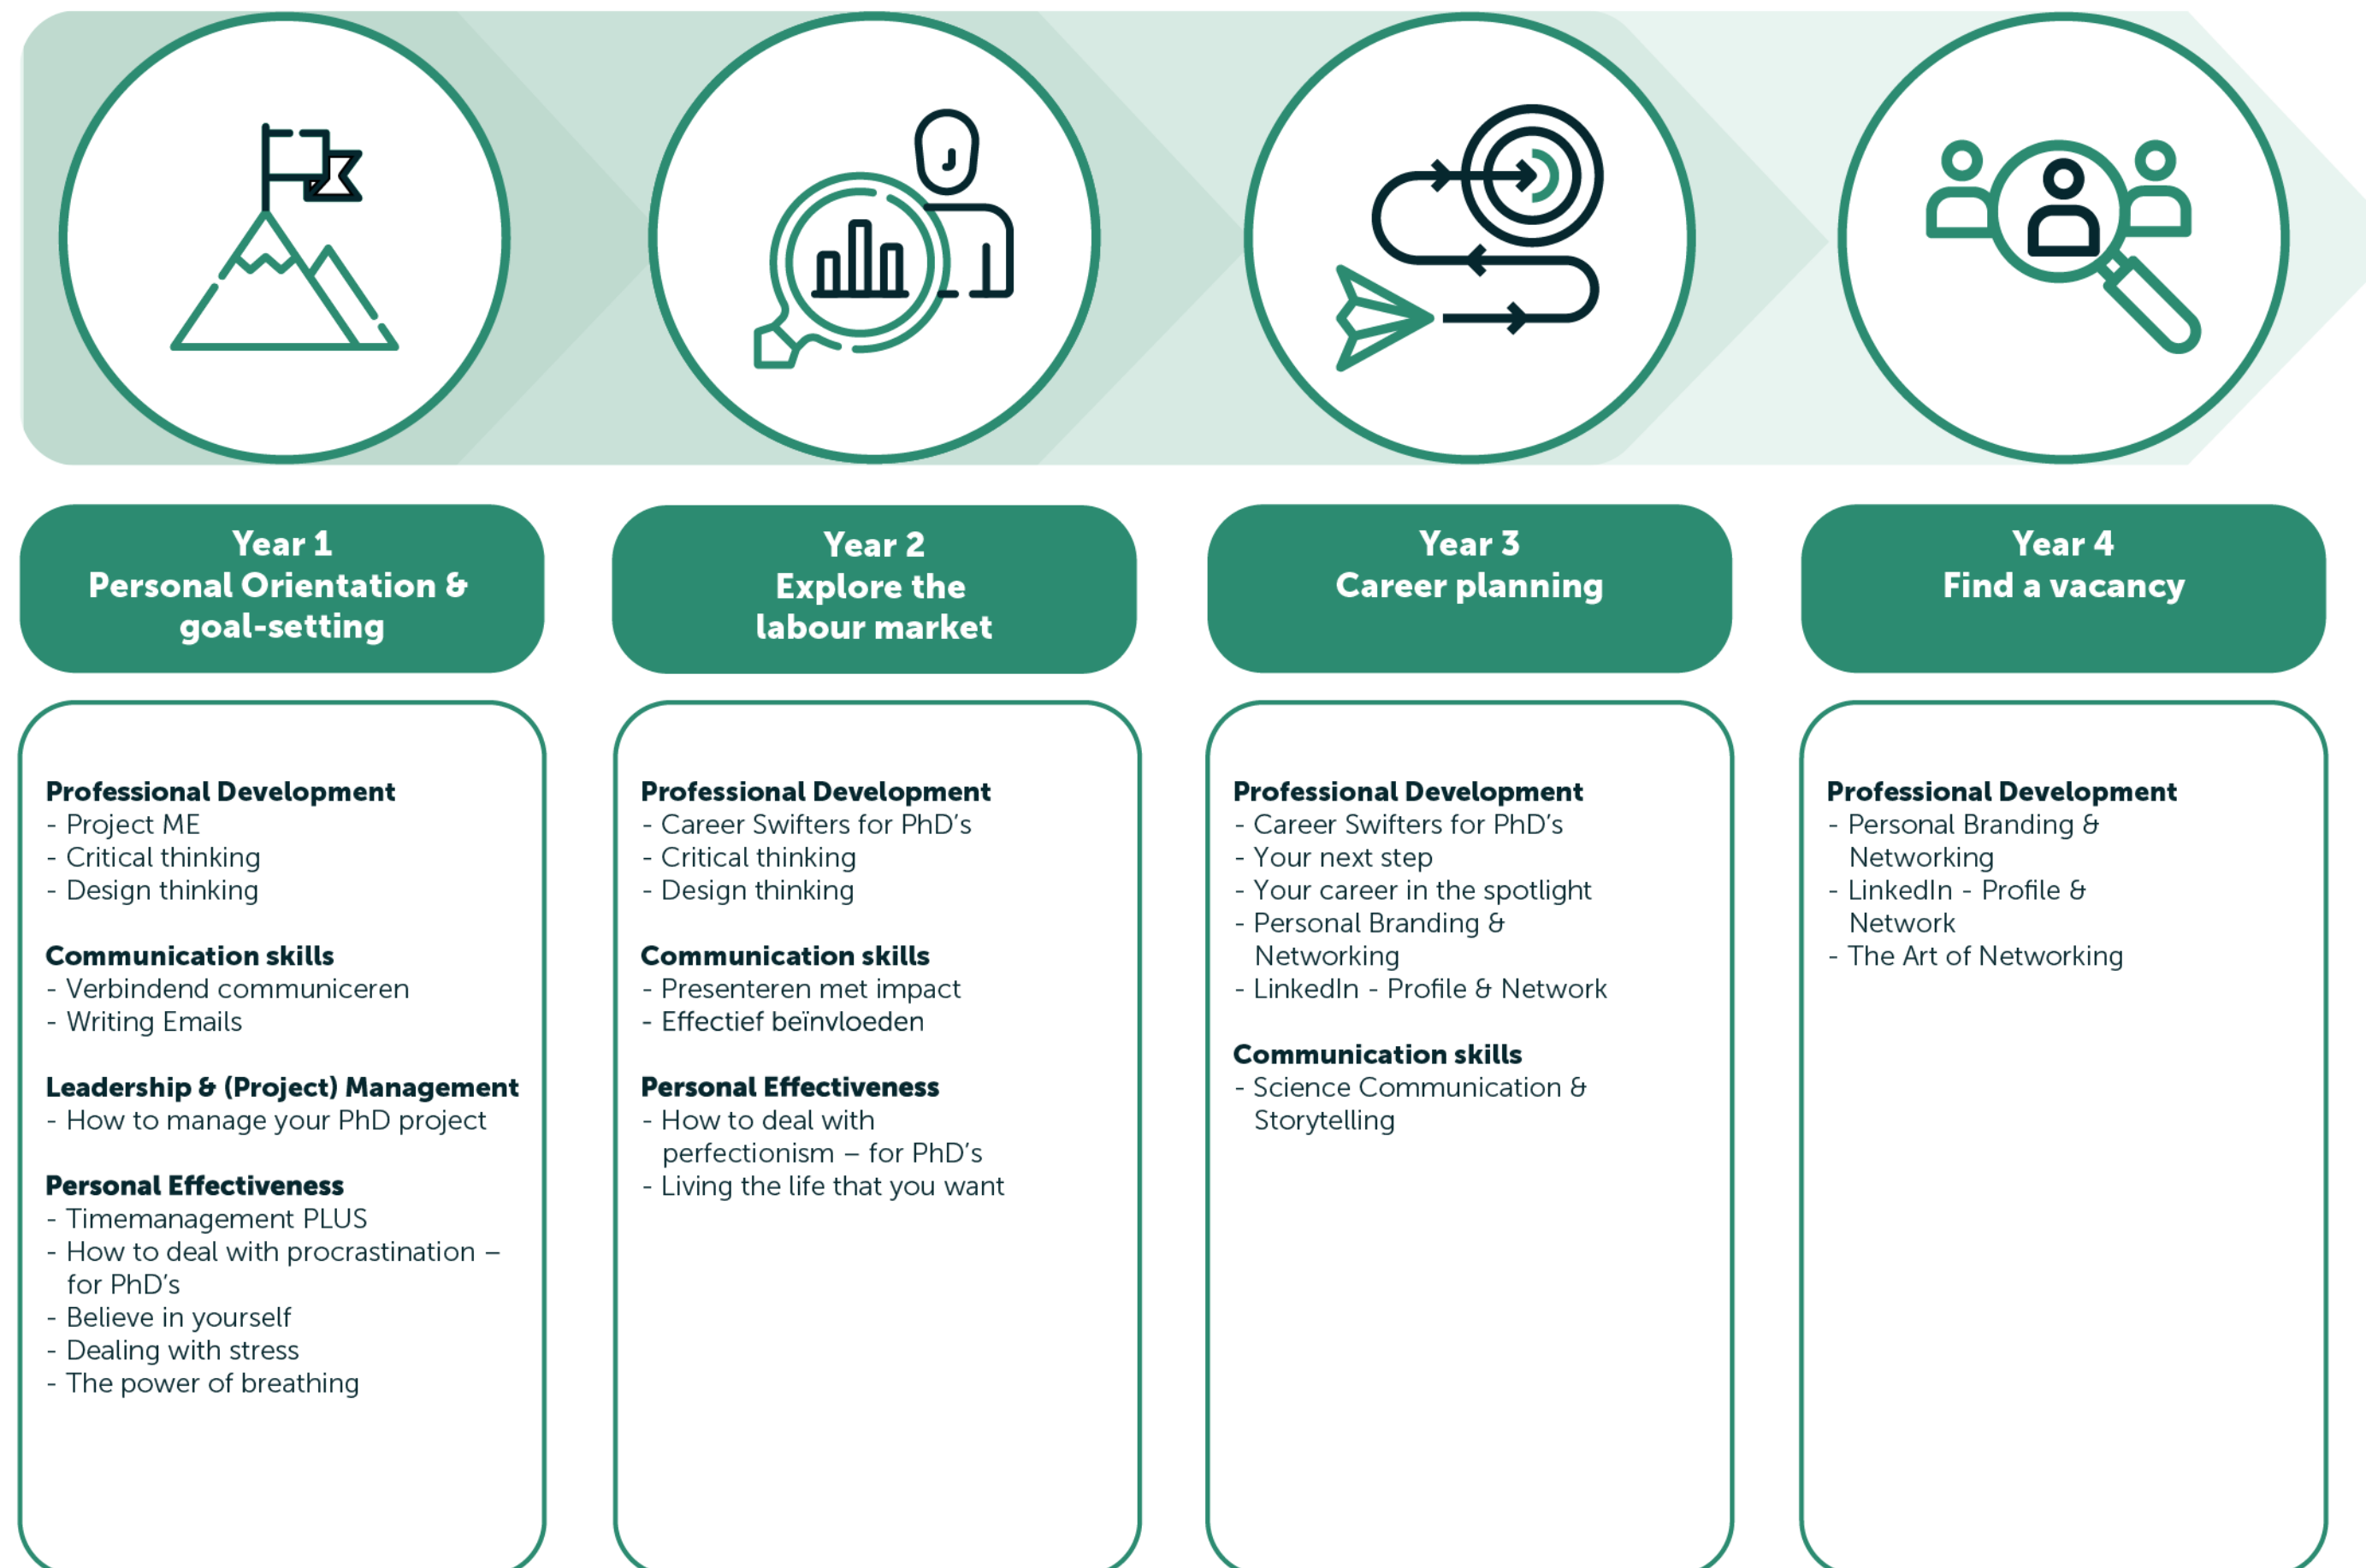 Year 1
Personal Orientation &
goal-setting
Professional Development
- Project ME
- Critical thinking
- Design thinking
Communication skills
- Verbindend communiceren
- Writing Emails
Leadership & (Project) Management
- How to manage your PhD project
Personal Effectiveness
- Timemanagement PLUS
- How to deal with procrastination –
for PhD's
- Believe in yourself
- Dealing with stress
- The power of breathing
Year 2
Explore the
labour market
Professional Development
- Career Swifters for PhD's
- Critical thinking
- Design thinking
Communication skills
- Presenteren met impact
- Effectief beïnvloeden
Personal Effectiveness
- How to deal with
perfectionism – for PhD's
- Living the life that you want
Year 3
Career planning
Professional Development
- Career Swifters for PhD's
- Your next step
- Your career in the spotlight
- Personal Branding &
Networking
- LinkedIn - Profile & Network
Communication skills
- Science Communication &
Storytelling
Year 4
Find a vacancy
Professional Development
- Personal Branding &
Networking
- LinkedIn - Profile &
Network
- The Art of Networking